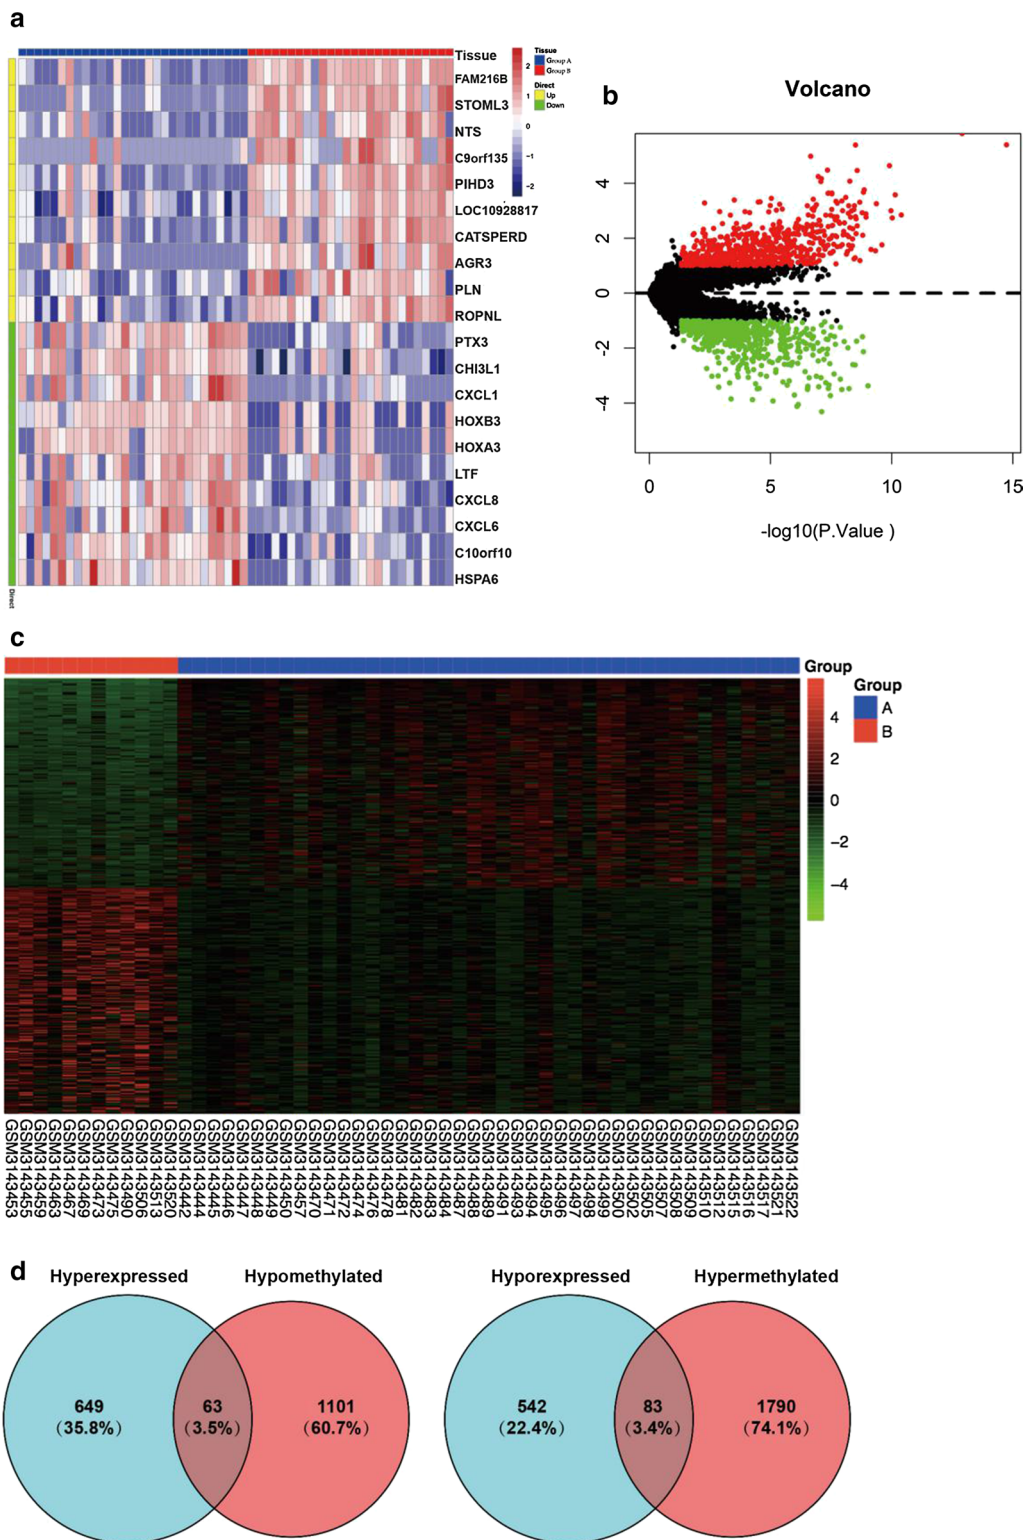 a
Tissue
FAM216B
STOML3
NTS
C9orf135
PIHD3
LOC10928817
CATSPERD
AGR3
PLN
ROPNL
PTX3
CHI3L1
CXCL1
HOXB3
HOXA3
LTF
CXCL8
CXCL6
C10orf10
HSPA6
2
1
0
−1
−2
Tissue
Group A
Group B
Direct
Up
Down
Direct
b
Volcano
4
2
0
-2
-4
0 5 10 15
-log10(P.Value )
c
Group
4
2
0
−2
−4
Group
A
B
GSM3143453
GSM3143455
GSM3143459
GSM3143463
GSM3143467
GSM3143468
GSM3143473
GSM3143475
GSM3143490
GSM3143506
GSM3143513
GSM3143520
GSM3143442
GSM3143444
GSM3143445
GSM3143446
GSM3143447
GSM3143448
GSM3143449
GSM3143450
GSM3143457
GSM3143470
GSM3143471
GSM3143472
GSM3143474
GSM3143476
GSM3143478
GSM3143481
GSM3143482
GSM3143483
GSM3143484
GSM3143487
GSM3143488
GSM3143489
GSM3143491
GSM3143493
GSM3143494
GSM3143495
GSM3143496
GSM3143497
GSM3143498
GSM3143499
GSM3143500
GSM3143502
GSM3143505
GSM3143507
GSM3143508
GSM3143509
GSM3143510
GSM3143512
GSM3143515
GSM3143516
GSM3143517
GSM3143521
GSM3143522
d
Hyperexpressed Hypomethylated
649 63 1101
(35.8%) (3.5%) (60.7%)
Hyporexpressed Hypermethylated
542 83 1790
(22.4%) (3.4%) (74.1%)